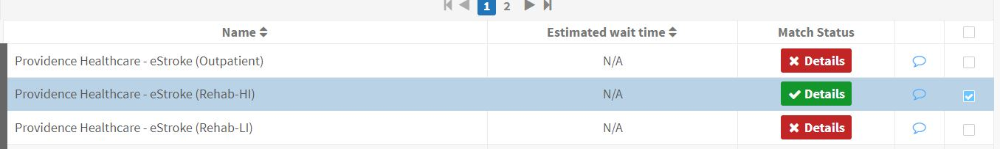 1 2
Name Estimated wait time Match Status
Providence Healthcare - eStroke (Outpatient) N/A Details
Providence Healthcare - eStroke (Rehab-HI) N/A Details
Providence Healthcare - eStroke (Rehab-LI) N/A Details